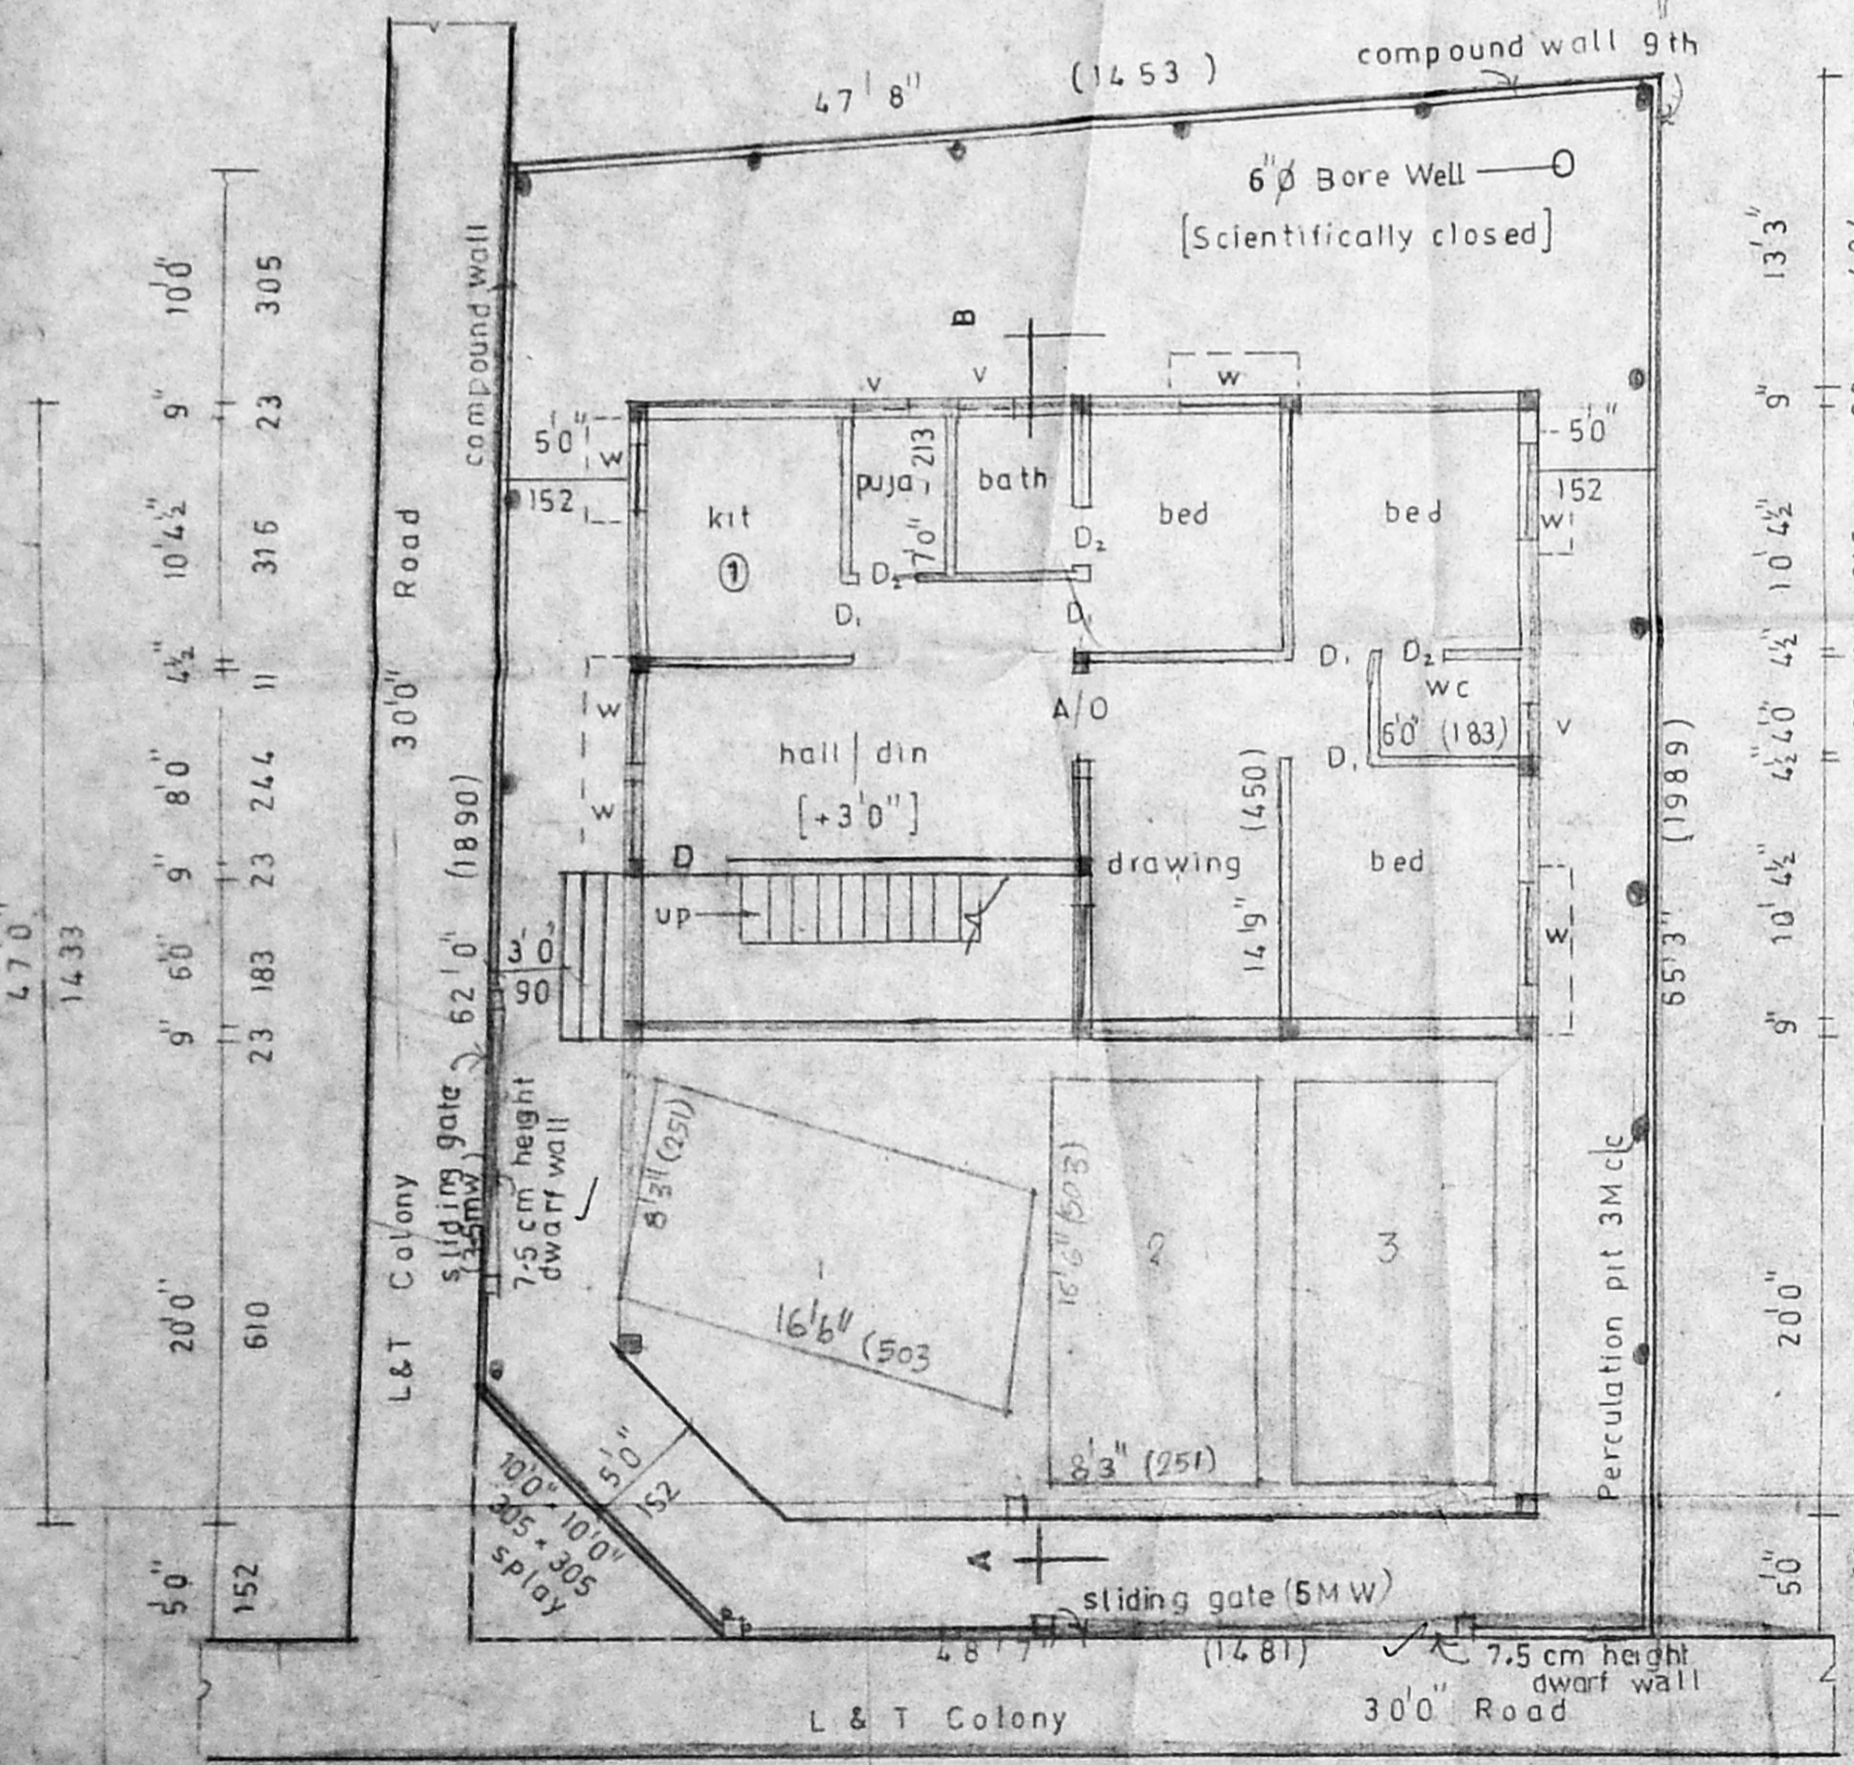 compound wall 9th
47'8" (1453)
6"Ø Bore Well
[Scientifically closed]
compound wall
10'0" 305
13'3"
B
V V W
9" 23
9"
5'0"
152
W
5'0"
152
W
kit
1
puja
7'0", 213
bath
bed
bed
D₂
D₂
D₁
D₁
10'4½" 316
10'4½"
Road
30'0"
4½" 11
4½"
D₁ D₂
WC
6'0" (183)
V
D₁
A/O
W
W
hall / din
[+3'0"]
8'0" 244
4'0"
4½"
9" 23
D
drawing
14'9" (450)
bed
W
up
62'0" (1890)
65'3" (1989)
47'0"
1433
6'0" 183
3'0"
90
10'4½"
9" 23
9"
sliding gate
(3.5mw)
7.5 cm height
dwarf wall
8'3" (251)
16'6" (503
1
16'6" (503)
2
3
8'3" (251)
Perculation pit 3M c/c
L&T Colony
20'0" 610
20'0"
5'0"
152
10'0" × 10'0"
305 × 305
splay
5'0" 152
5'0"
A
sliding gate (5MW)
48'7" (1481)
7.5 cm height
dwarf wall
L & T Colony 30'0" Road